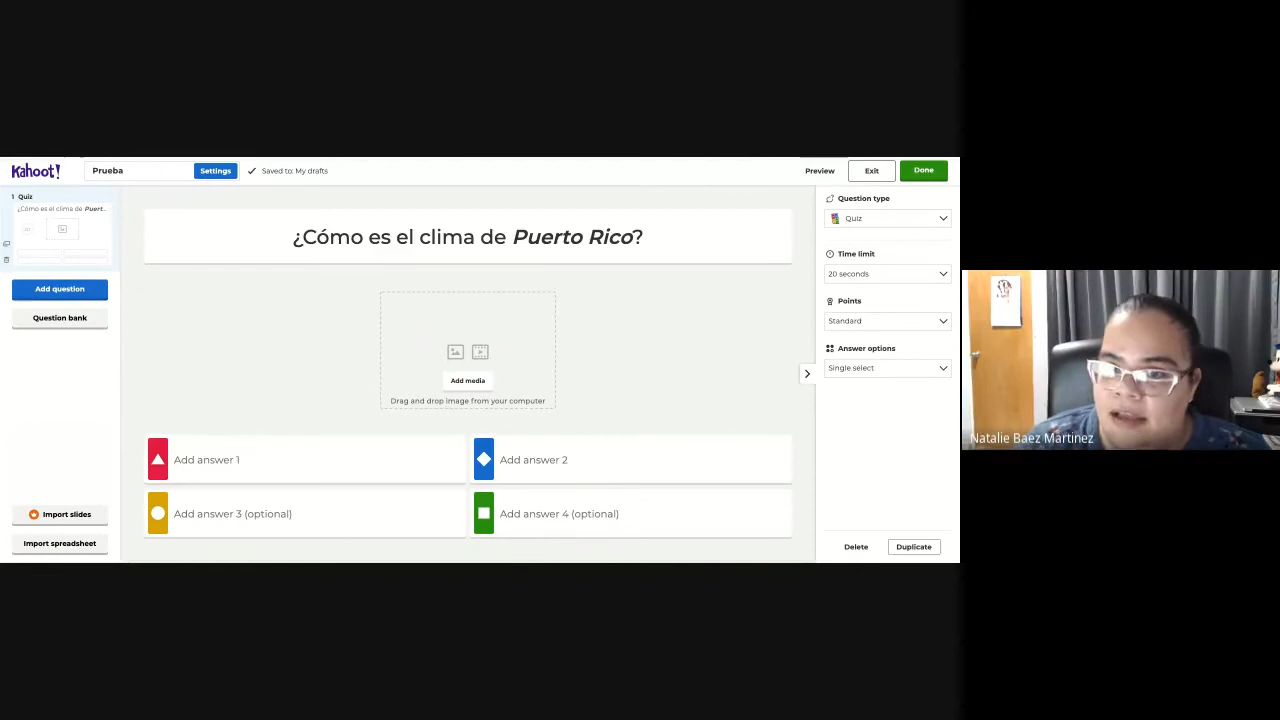 Kahoot!
Prueba
Settings
Saved to: My drafts
Preview
Exit
Done
1 Quiz
¿Cómo es el clima de Puert...
Add question
Question bank
Import slides
Import spreadsheet
¿Cómo es el clima de Puerto Rico?
Add media
Drag and drop image from your computer
Add answer 1
Add answer 2
Add answer 3 (optional)
Add answer 4 (optional)
Question type
Quiz
Time limit
20 seconds
Points
Standard
Answer options
Single select
Delete
Duplicate
Natalie Baez Martinez